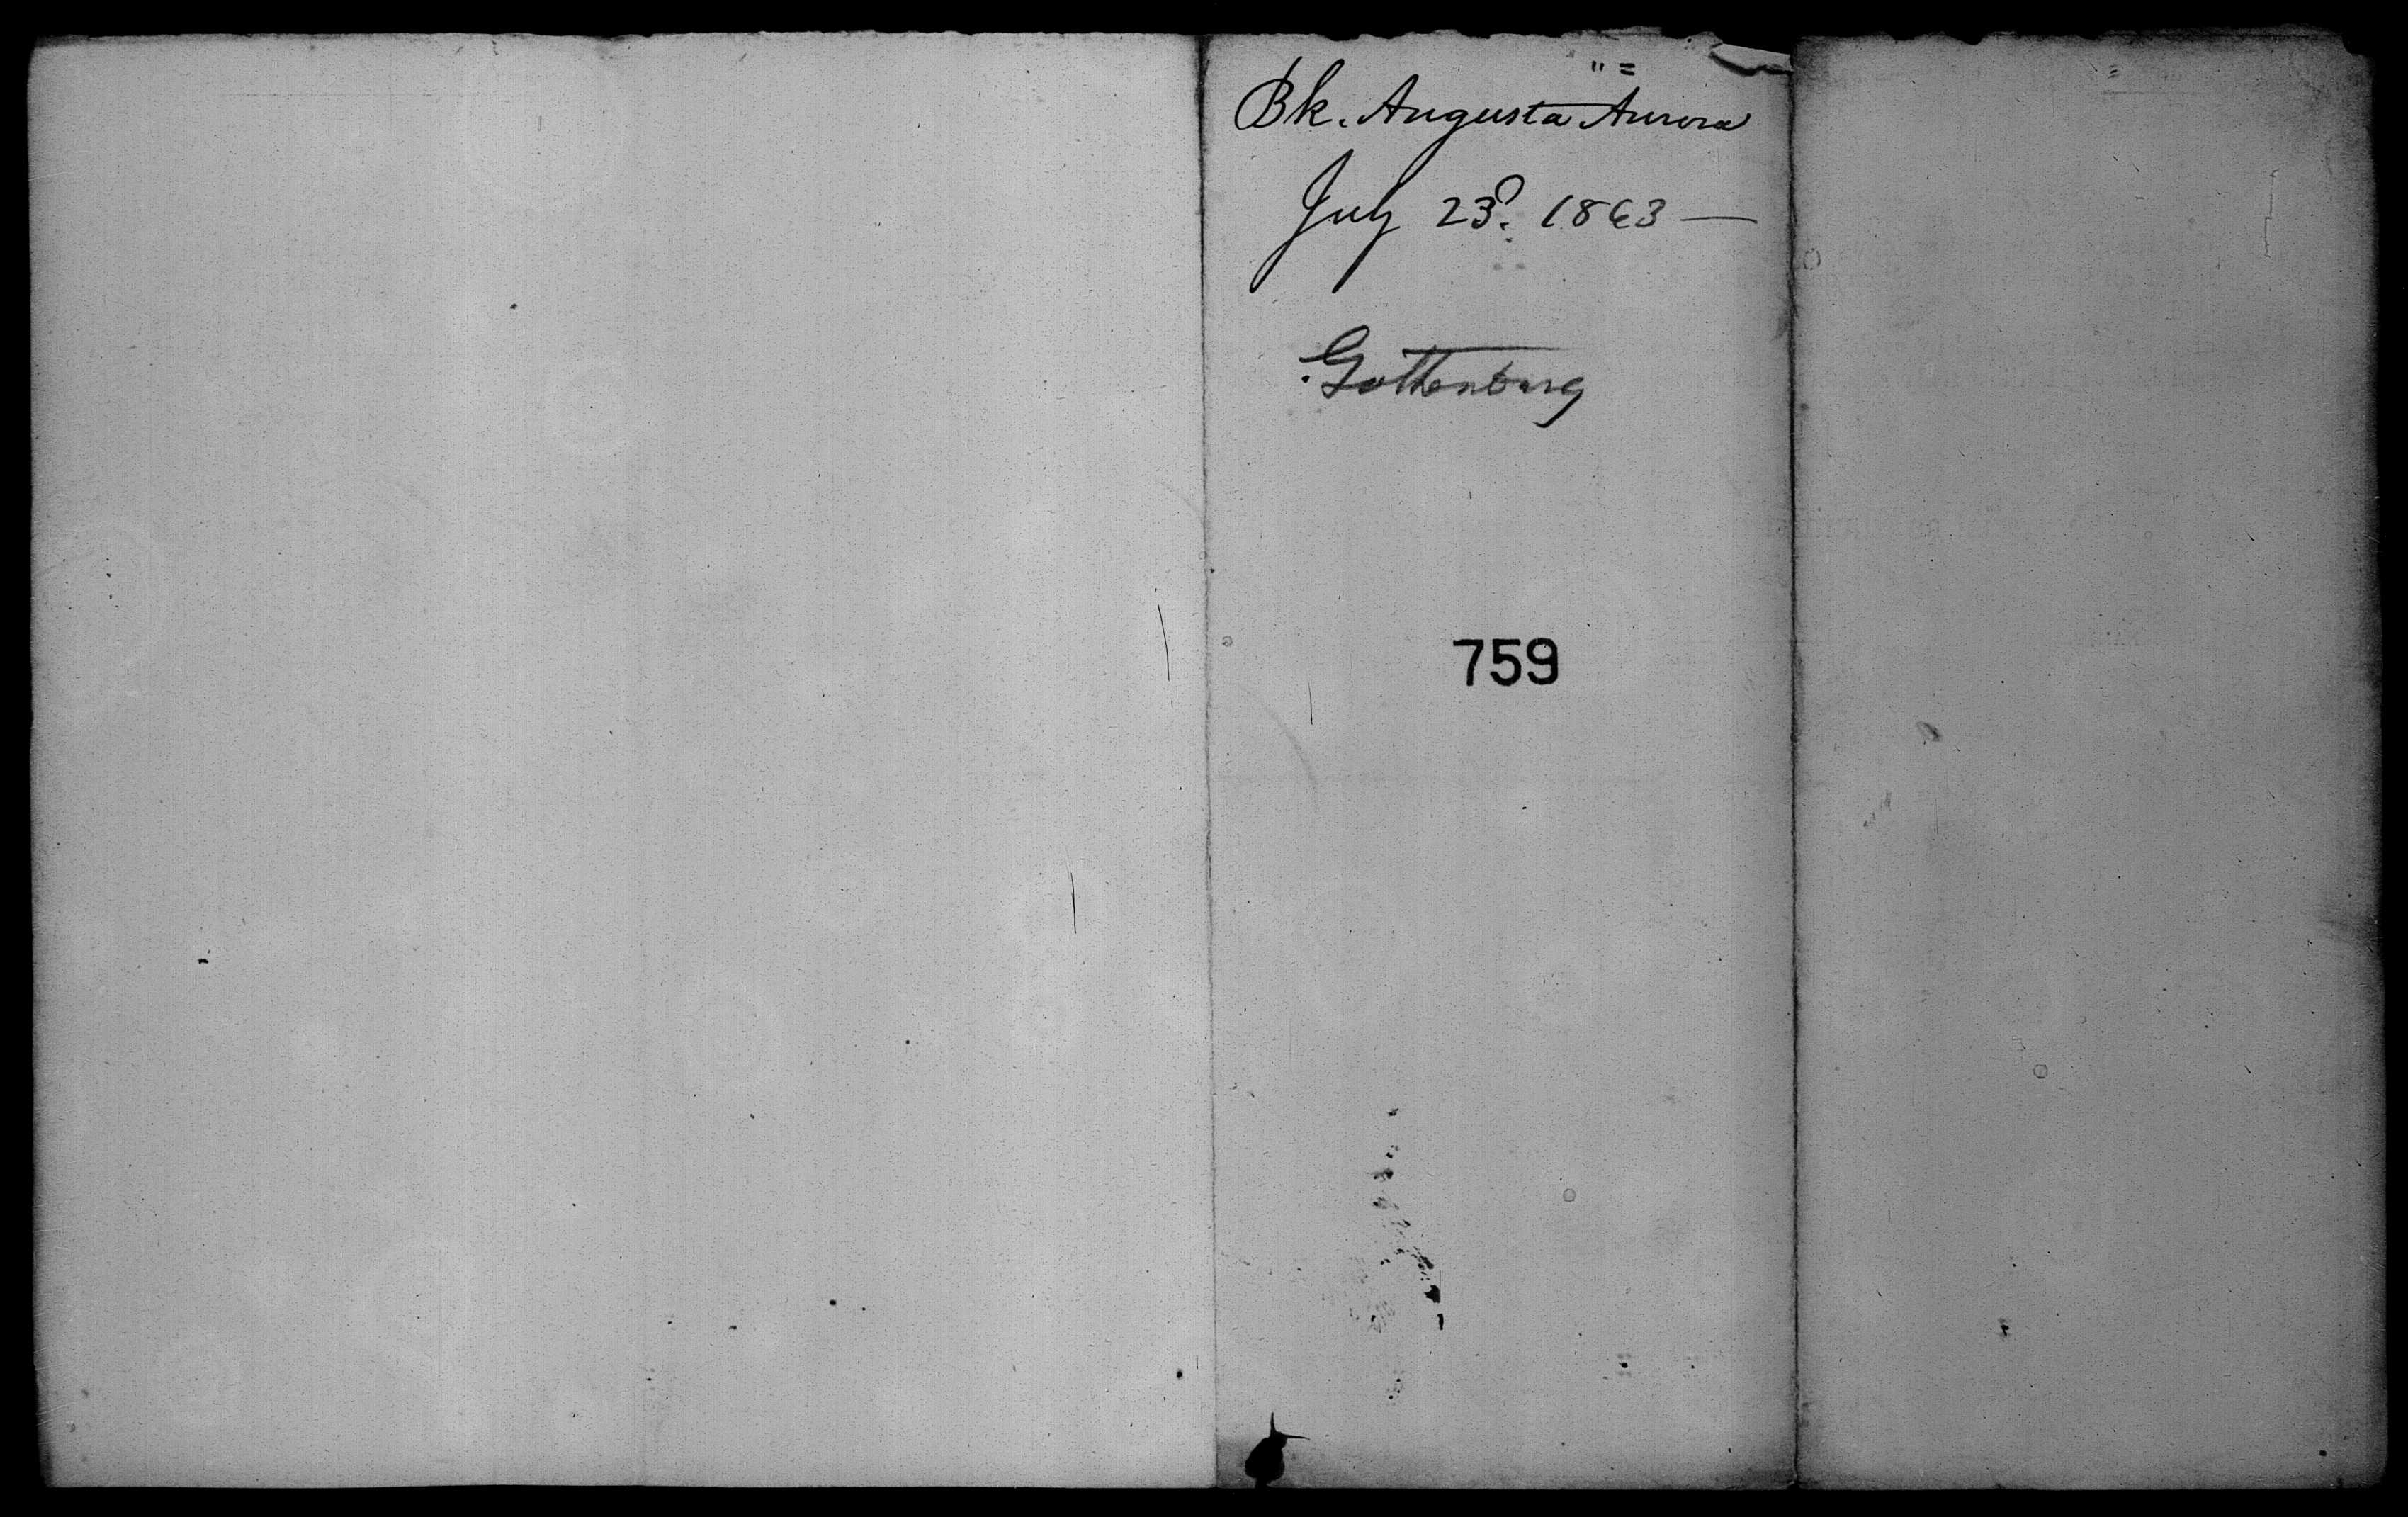 " =
Bk. Augusta Aurora
July 23d. 1863 —
Gottenburg
759